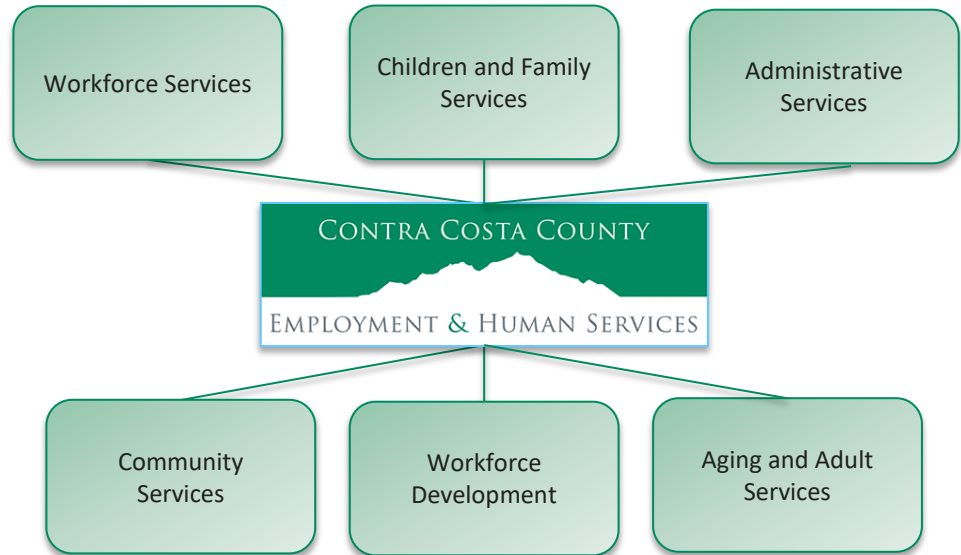 Workforce Services
Children and Family
Services
Administrative
Services
CONTRA COSTA COUNTY
EMPLOYMENT & HUMAN SERVICES
Community
Services
Workforce
Development
Aging and Adult
Services